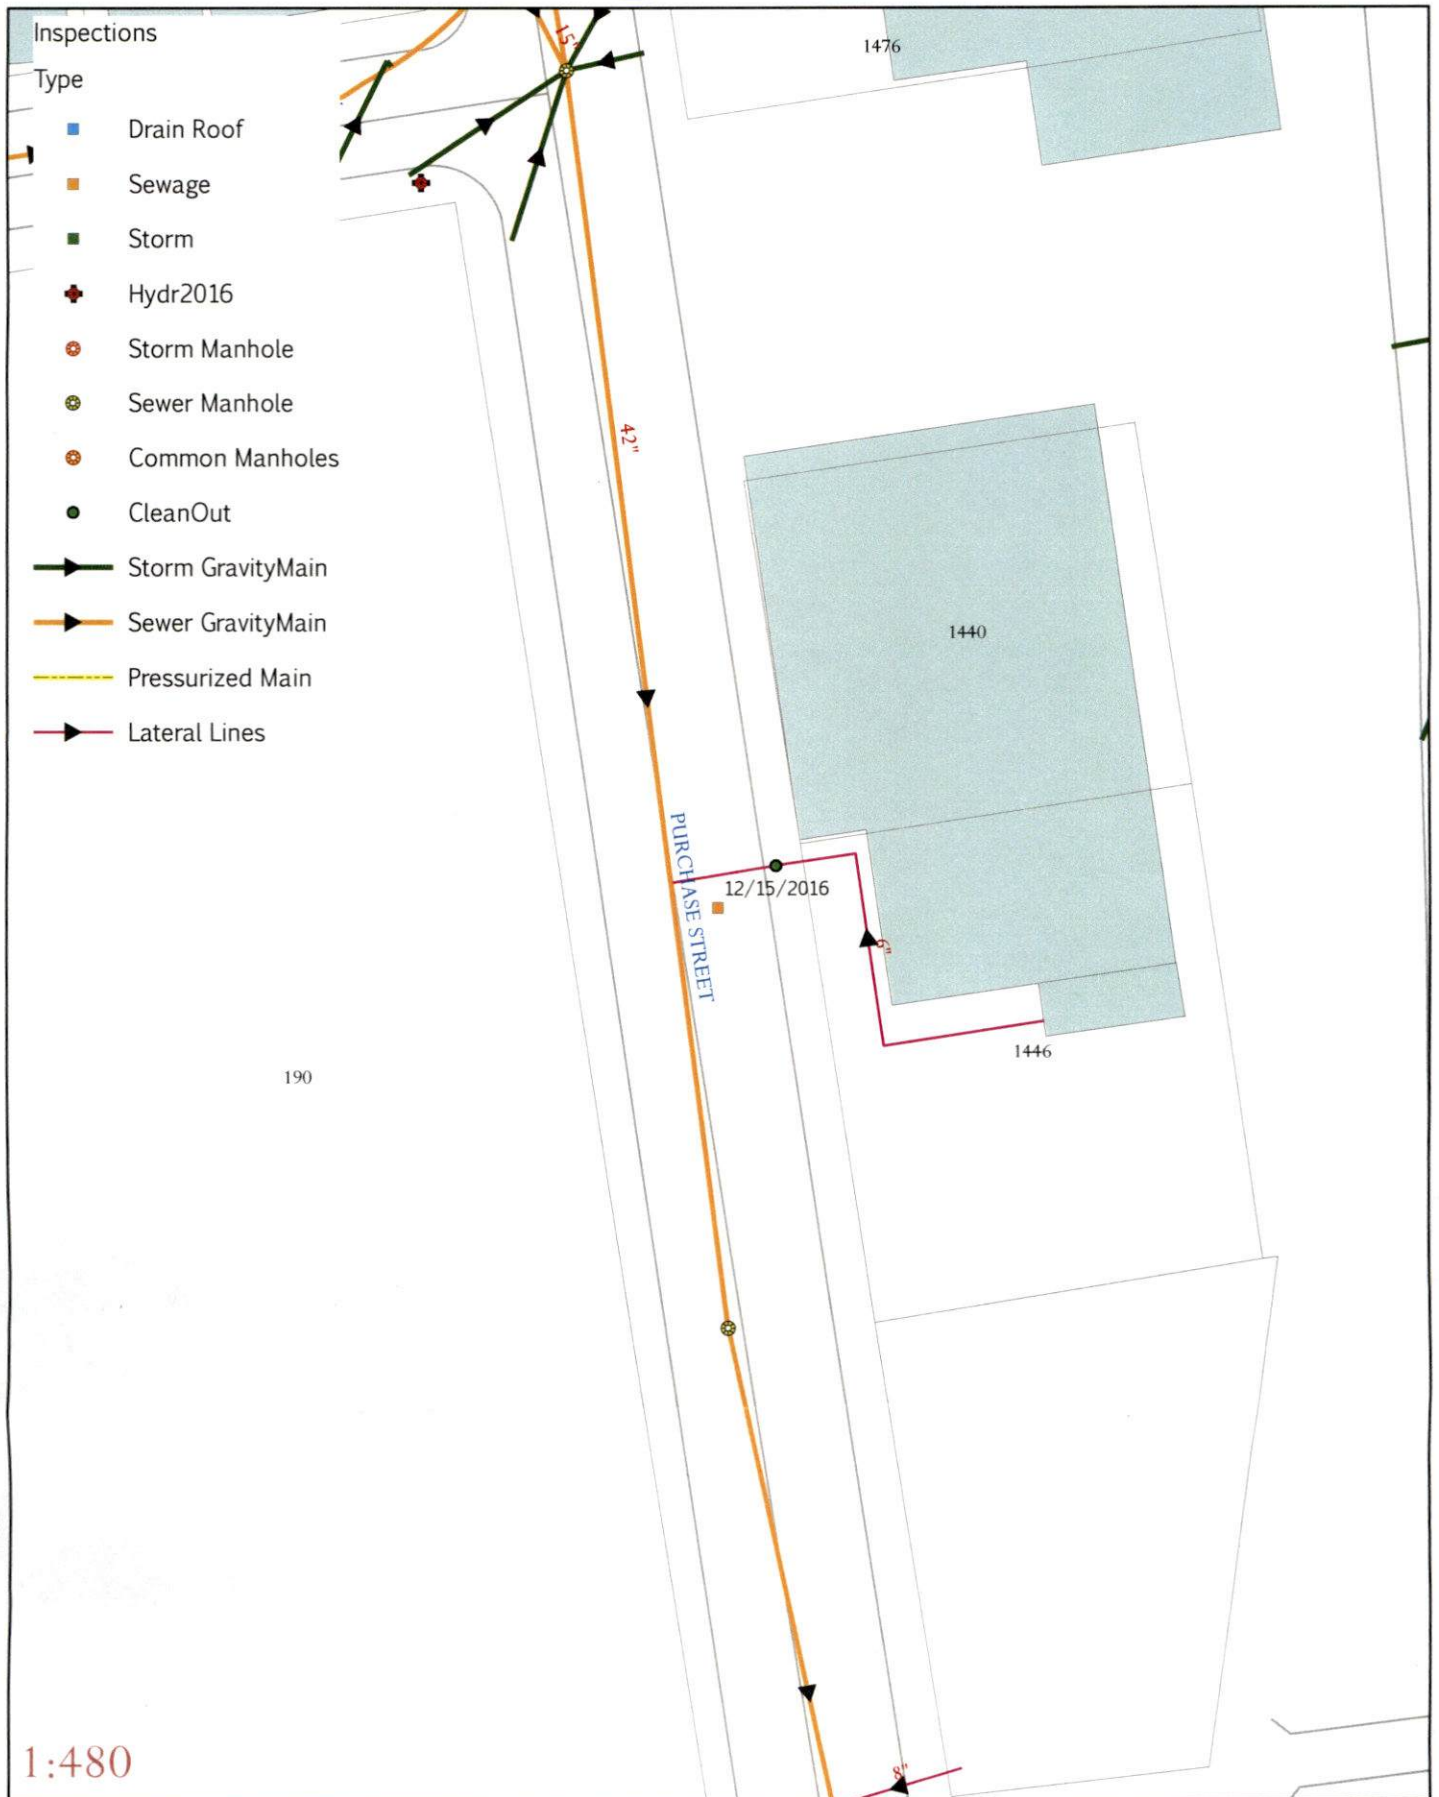 Inspections
Type
Drain Roof
Sewage
Storm
Hydr2016
Storm Manhole
Sewer Manhole
Common Manholes
CleanOut
Storm GravityMain
Sewer GravityMain
Pressurized Main
Lateral Lines
15"
1476
42"
1440
PURCHASE STREET
12/15/2016
6"
1446
190
8"
1:480